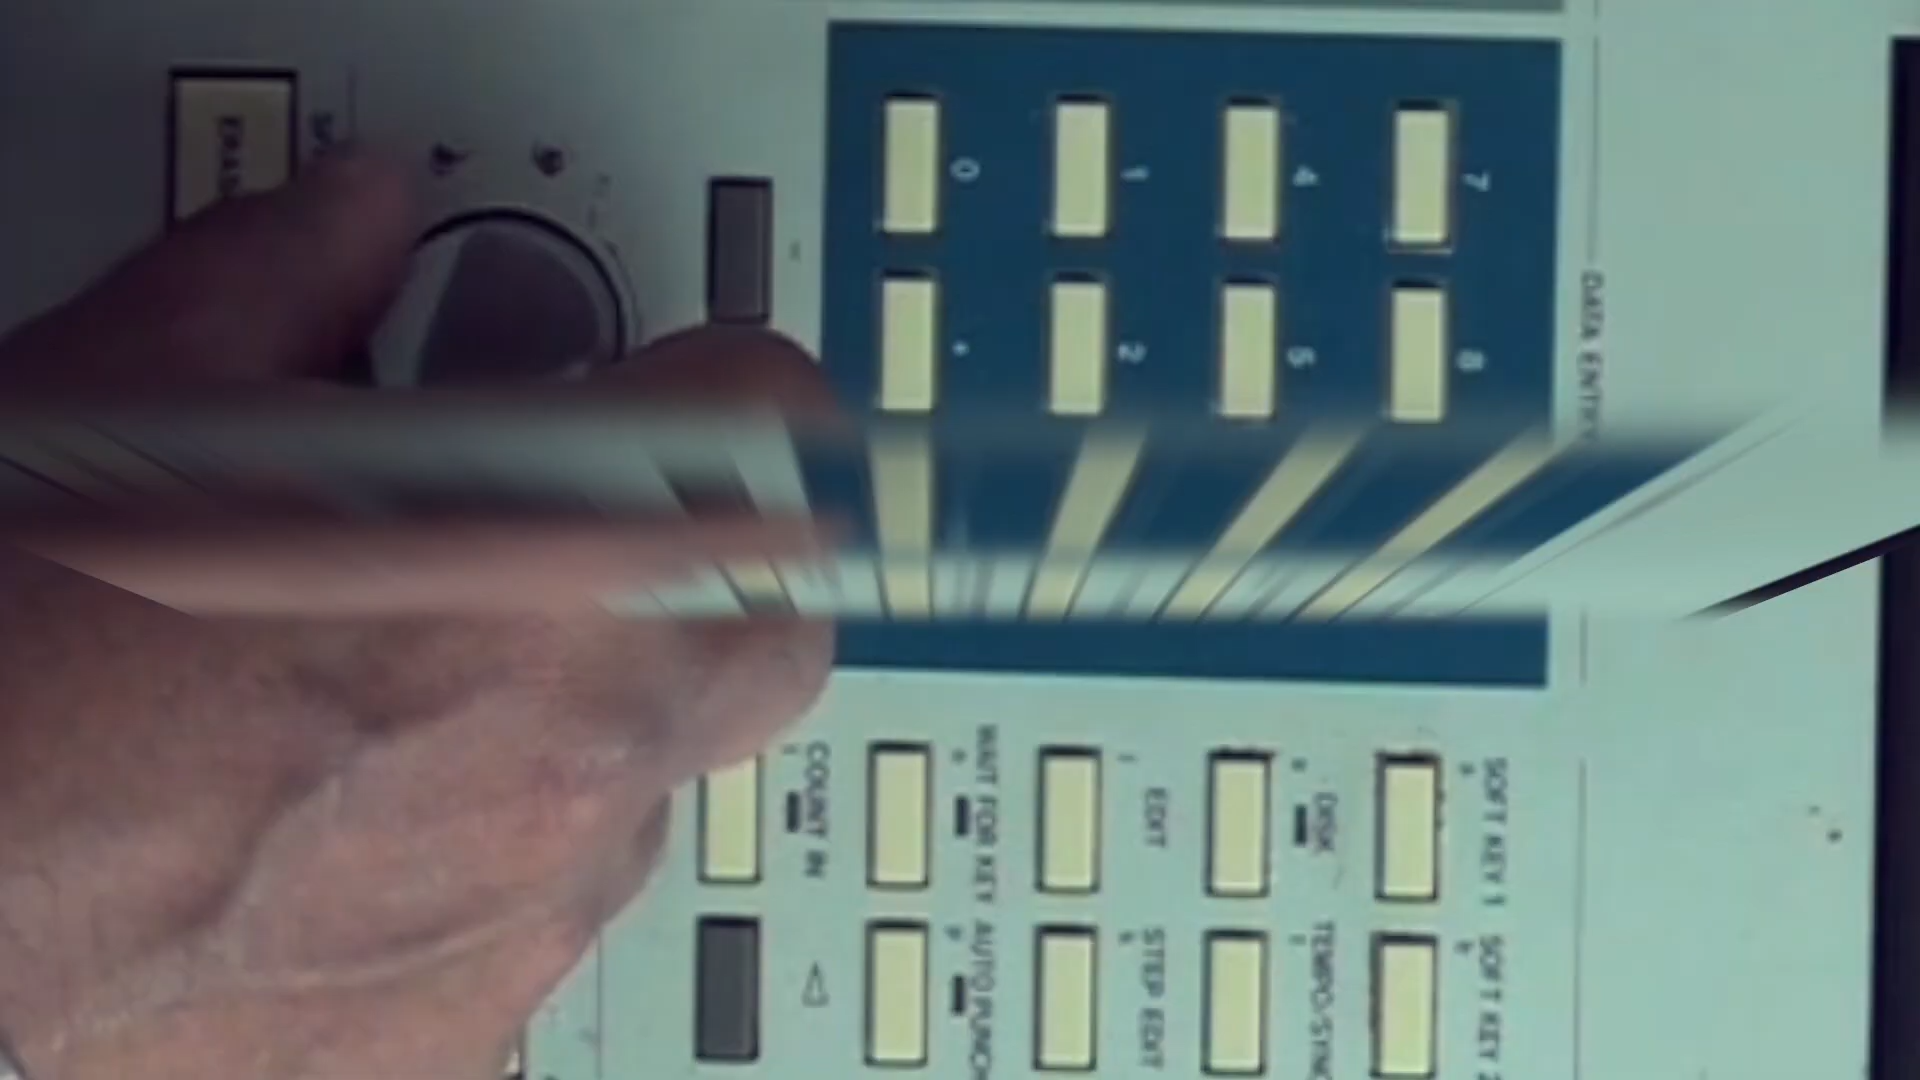 DATA ENTRY
7
8
4
5
1
2
0
.
SOFT KEY 1
SOFT KEY 2
DISK
TEMPO/SYNC
EDIT
STEP EDIT
WAIT FOR KEY
AUTO PUNCH
COUNT IN